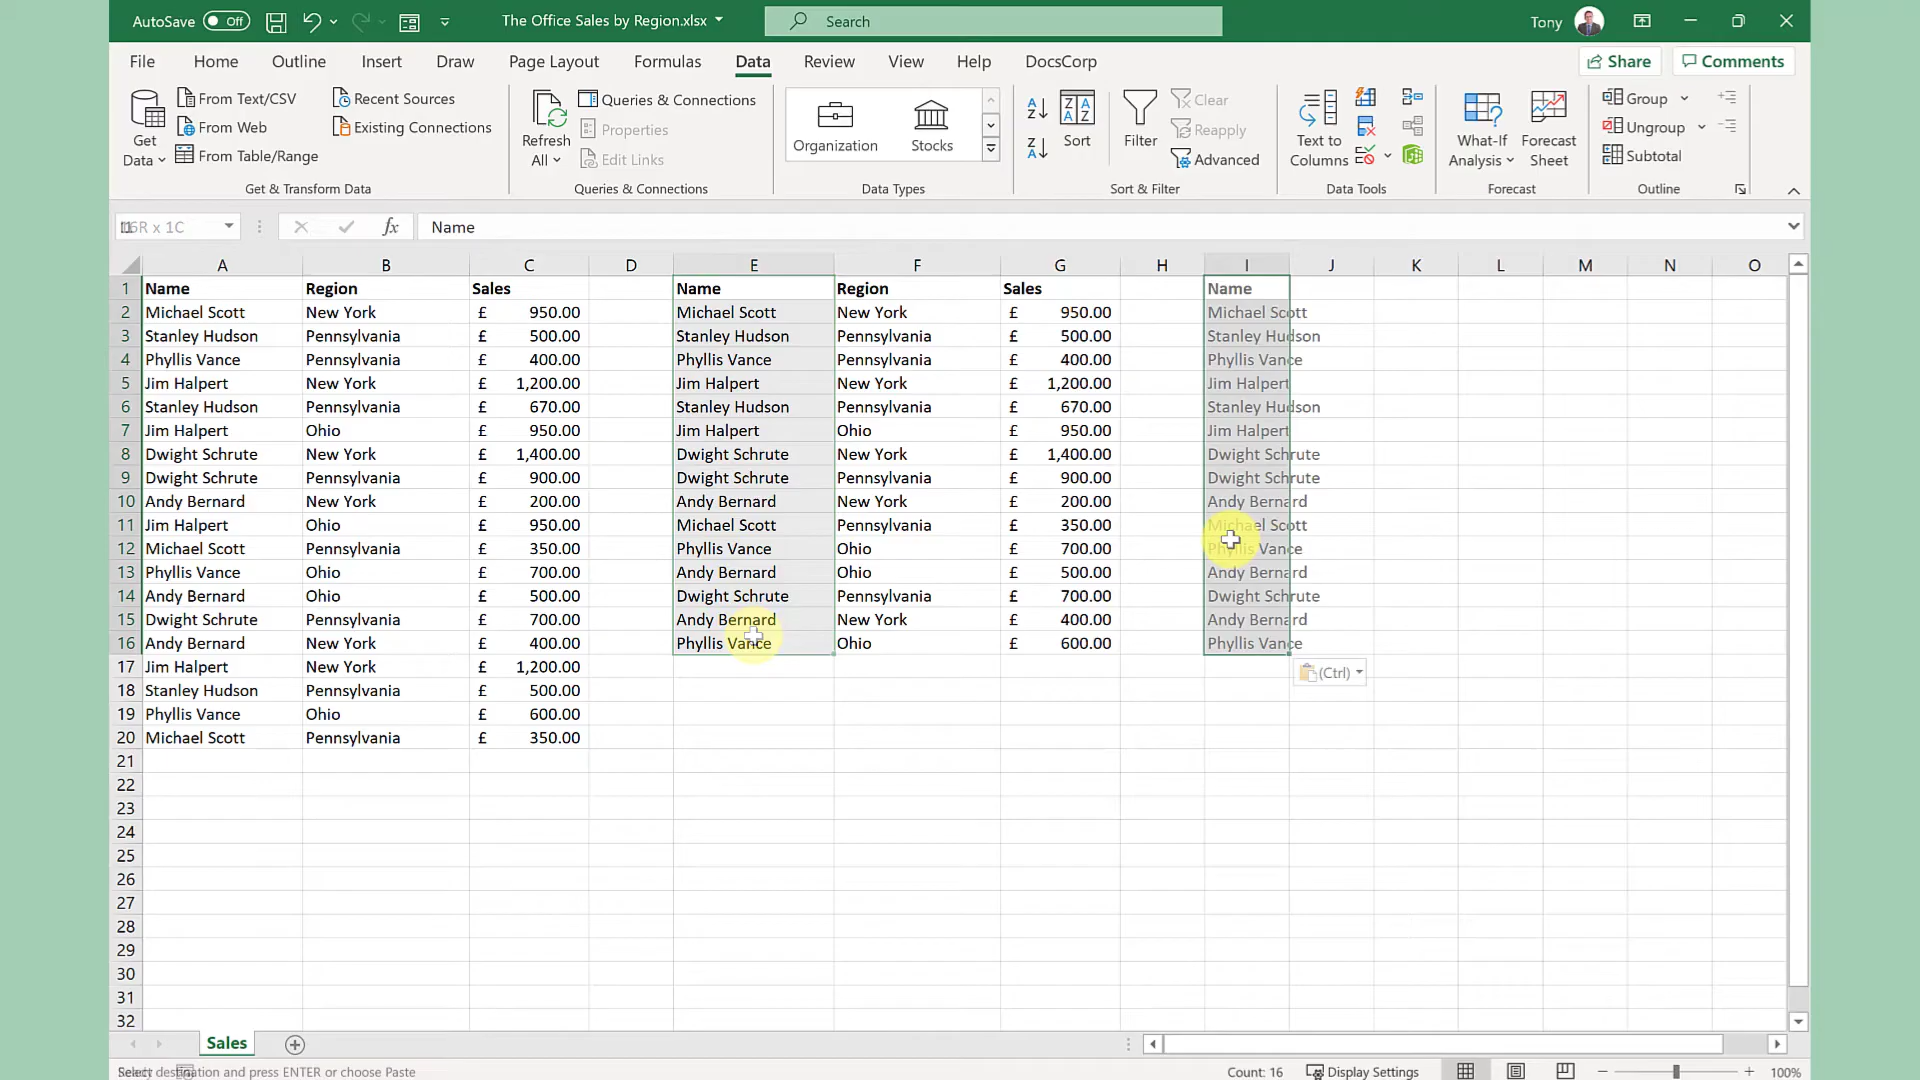 AutoSave Off The Office Sales by Region.xlsx Search Tony
File Home Outline Insert Draw Page Layout Formulas Data Review View Help DocsCorp Share Comments
Get Data From Text/CSV From Web From Table/Range Recent Sources Existing Connections
Refresh All Queries & Connections Properties Edit Links
Organization Stocks
Sort Filter Clear Reapply Advanced
Text to Columns
What-If Analysis Forecast Sheet
Group Ungroup Subtotal
Get & Transform Data Queries & Connections Data Types Sort & Filter Data Tools Forecast Outline
6R x 1C fx Name
A B C D E F G H I J K L M N O
1 Name Region Sales Name Region Sales Name
2 Michael Scott New York £ 950.00 Michael Scott New York £ 950.00 Michael Scott
3 Stanley Hudson Pennsylvania £ 500.00 Stanley Hudson Pennsylvania £ 500.00 Stanley Hudson
4 Phyllis Vance Pennsylvania £ 400.00 Phyllis Vance Pennsylvania £ 400.00 Phyllis Vance
5 Jim Halpert New York £ 1,200.00 Jim Halpert New York £ 1,200.00 Jim Halpert
6 Stanley Hudson Pennsylvania £ 670.00 Stanley Hudson Pennsylvania £ 670.00 Stanley Hudson
7 Jim Halpert Ohio £ 950.00 Jim Halpert Ohio £ 950.00 Jim Halpert
8 Dwight Schrute New York £ 1,400.00 Dwight Schrute New York £ 1,400.00 Dwight Schrute
9 Dwight Schrute Pennsylvania £ 900.00 Dwight Schrute Pennsylvania £ 900.00 Dwight Schrute
10 Andy Bernard New York £ 200.00 Andy Bernard New York £ 200.00 Andy Bernard
11 Jim Halpert Ohio £ 950.00 Michael Scott Pennsylvania £ 350.00 Michael Scott
12 Michael Scott Pennsylvania £ 350.00 Phyllis Vance Ohio £ 700.00 Phyllis Vance
13 Phyllis Vance Ohio £ 700.00 Andy Bernard Ohio £ 500.00 Andy Bernard
14 Andy Bernard Ohio £ 500.00 Dwight Schrute Pennsylvania £ 700.00 Dwight Schrute
15 Dwight Schrute Pennsylvania £ 700.00 Andy Bernard New York £ 400.00 Andy Bernard
16 Andy Bernard New York £ 400.00 Phyllis Vance Ohio £ 600.00 Phyllis Vance
17 Jim Halpert New York £ 1,200.00 (Ctrl)
18 Stanley Hudson Pennsylvania £ 500.00
19 Phyllis Vance Ohio £ 600.00
20 Michael Scott Pennsylvania £ 350.00
21
22
23
24
25
26
27
28
29
30
31
32
Sales
destination and press ENTER or choose Paste Count: 16 Display Settings 100%